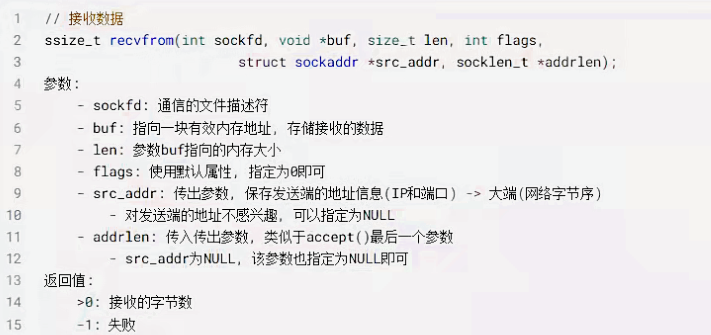 1 // 接收数据
2 ssize_t recvfrom(int sockfd, void *buf, size_t len, int flags,
3 struct sockaddr *src_addr, socklen_t *addrlen);
4 参数:
5 - sockfd: 通信的文件描述符
6 - buf: 指向一块有效内存地址, 存储接收的数据
7 - len: 参数buf指向的内存大小
8 - flags: 使用默认属性, 指定为0即可
9 - src_addr: 传出参数, 保存发送端的地址信息(IP和端口) -> 大端(网络字节序)
10 - 对发送端的地址不感兴趣, 可以指定为NULL
11 - addrlen: 传入传出参数, 类似于accept()最后一个参数
12 - src_addr为NULL, 该参数也指定为NULL即可
13 返回值:
14 >0: 接收的字节数
15 -1: 失败